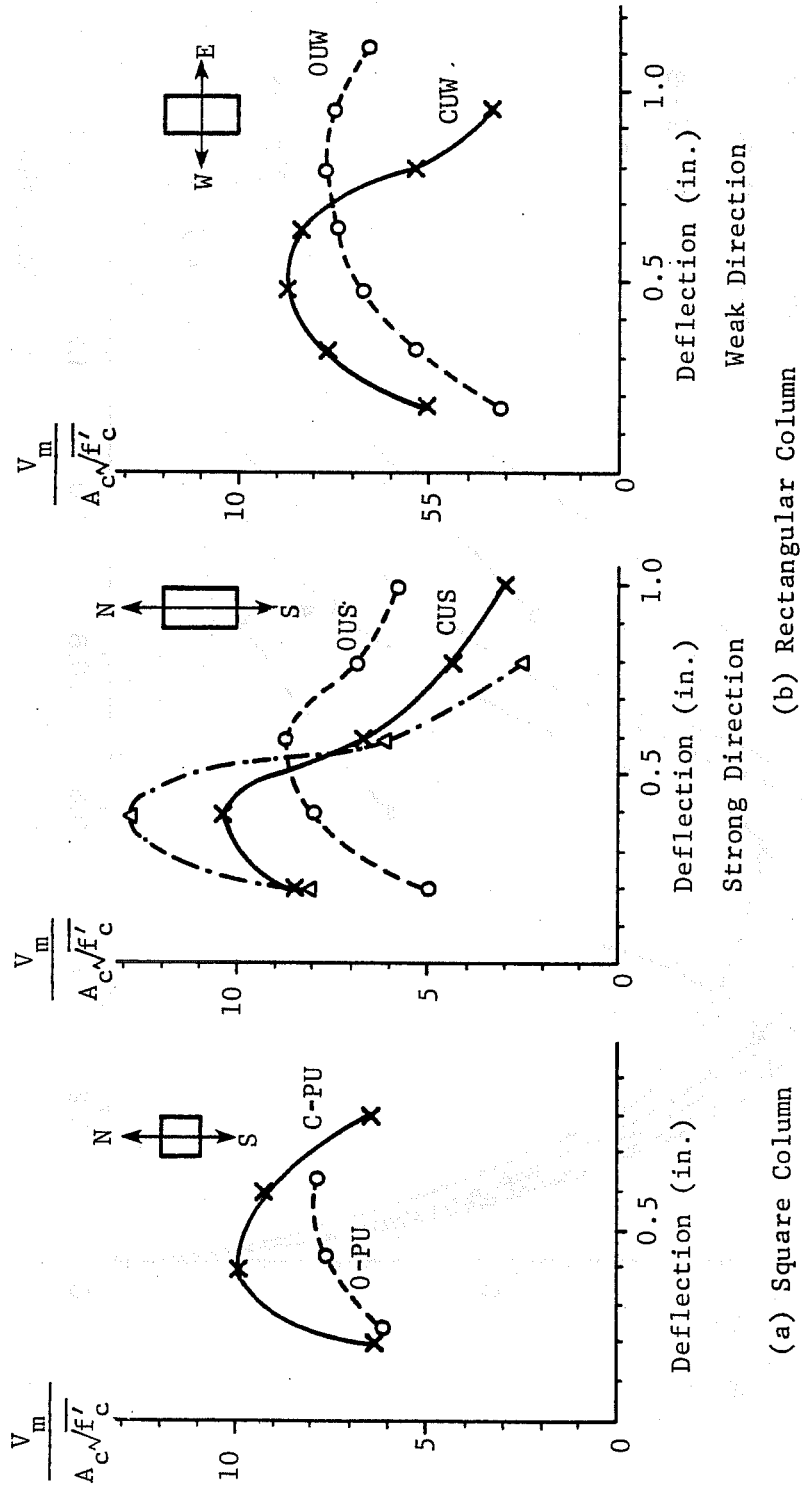 V_m
A_c√f'_c
10
5
0
0.5
Deflection (in.)
N
S
C-PU
O-PU
(a) Square Column
V_m
A_c√f'_c
10
5
0
0.5
1.0
Deflection (in.)
Strong Direction
N
S
OUS
CUS
V_m
A_c√f'_c
10
55
0
0.5
1.0
Deflection (in.)
Weak Direction
W
E
OUW
CUW
(b) Rectangular Column